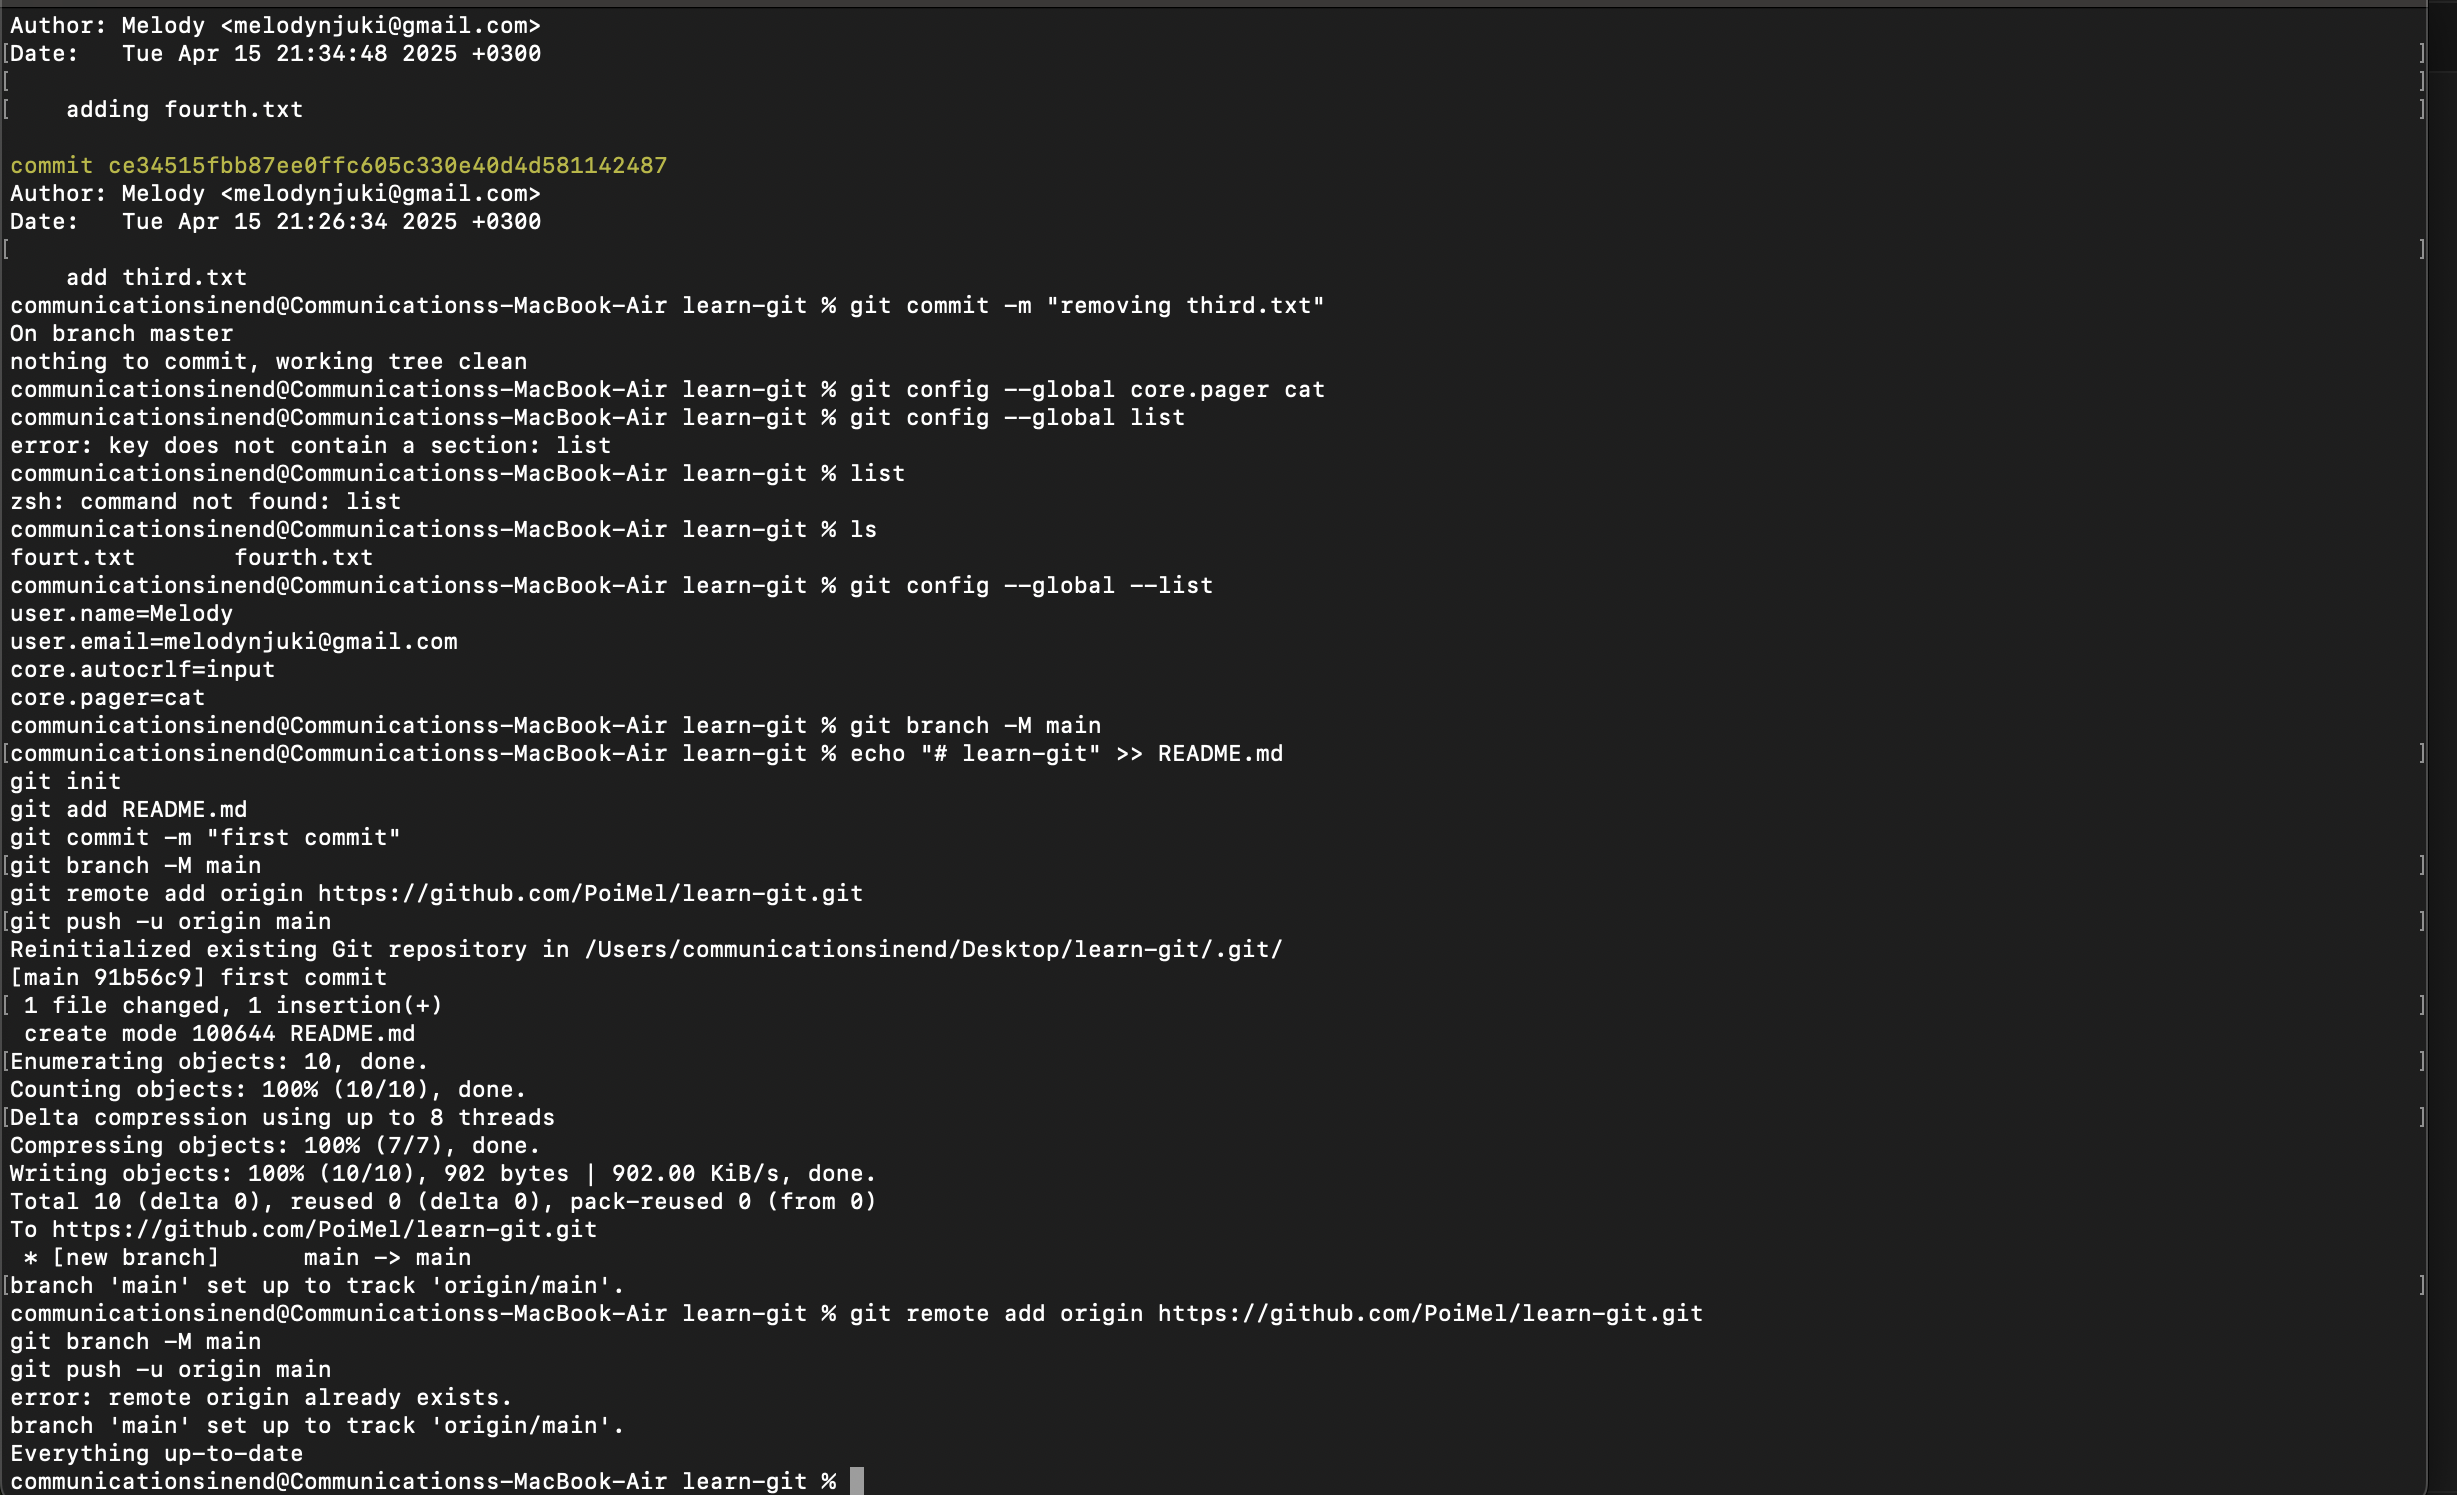 Author: Melody <melodynjuki@gmail.com>
[Date:   Tue Apr 15 21:34:48 2025 +0300 ]
[ ]
[    adding fourth.txt ]

commit ce34515fbb87ee0ffc605c330e40d4d581142487
Author: Melody <melodynjuki@gmail.com>
Date:   Tue Apr 15 21:26:34 2025 +0300
[ ]
    add third.txt
communicationsinend@Communicationss-MacBook-Air learn-git % git commit -m "removing third.txt"
On branch master
nothing to commit, working tree clean
communicationsinend@Communicationss-MacBook-Air learn-git % git config --global core.pager cat
communicationsinend@Communicationss-MacBook-Air learn-git % git config --global list
error: key does not contain a section: list
communicationsinend@Communicationss-MacBook-Air learn-git % list
zsh: command not found: list
communicationsinend@Communicationss-MacBook-Air learn-git % ls
fourt.txt       fourth.txt
communicationsinend@Communicationss-MacBook-Air learn-git % git config --global --list
user.name=Melody
user.email=melodynjuki@gmail.com
core.autocrlf=input
core.pager=cat
communicationsinend@Communicationss-MacBook-Air learn-git % git branch -M main
[communicationsinend@Communicationss-MacBook-Air learn-git % echo "# learn-git" >> README.md ]
git init
git add README.md
git commit -m "first commit"
[git branch -M main ]
git remote add origin https://github.com/PoiMel/learn-git.git
[git push -u origin main ]
Reinitialized existing Git repository in /Users/communicationsinend/Desktop/learn-git/.git/
[main 91b56c9] first commit
[ 1 file changed, 1 insertion(+) ]
 create mode 100644 README.md
[Enumerating objects: 10, done. ]
Counting objects: 100% (10/10), done.
[Delta compression using up to 8 threads ]
Compressing objects: 100% (7/7), done.
Writing objects: 100% (10/10), 902 bytes | 902.00 KiB/s, done.
Total 10 (delta 0), reused 0 (delta 0), pack-reused 0 (from 0)
To https://github.com/PoiMel/learn-git.git
 * [new branch]      main -> main
[branch 'main' set up to track 'origin/main'. ]
communicationsinend@Communicationss-MacBook-Air learn-git % git remote add origin https://github.com/PoiMel/learn-git.git
git branch -M main
git push -u origin main
error: remote origin already exists.
branch 'main' set up to track 'origin/main'.
Everything up-to-date
communicationsinend@Communicationss-MacBook-Air learn-git %